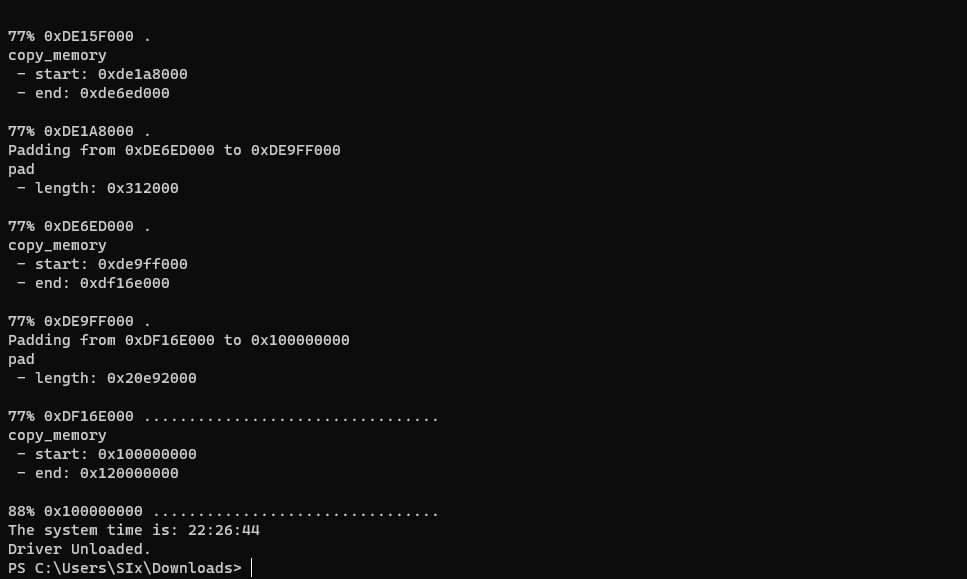 77% 0xDE15F000 .
copy_memory
 - start: 0xde1a8000
 - end: 0xde6ed000
77% 0xDE1A8000 .
Padding from 0xDE6ED000 to 0xDE9FF000
pad
 - length: 0x312000
77% 0xDE6ED000 .
copy_memory
 - start: 0xde9ff000
 - end: 0xdf16e000
77% 0xDE9FF000 .
Padding from 0xDF16E000 to 0x100000000
pad
 - length: 0x20e92000
77% 0xDF16E000 .................................
copy_memory
 - start: 0x100000000
 - end: 0x120000000
88% 0x100000000 ................................
The system time is: 22:26:44
Driver Unloaded.
PS C:\Users\SIx\Downloads>